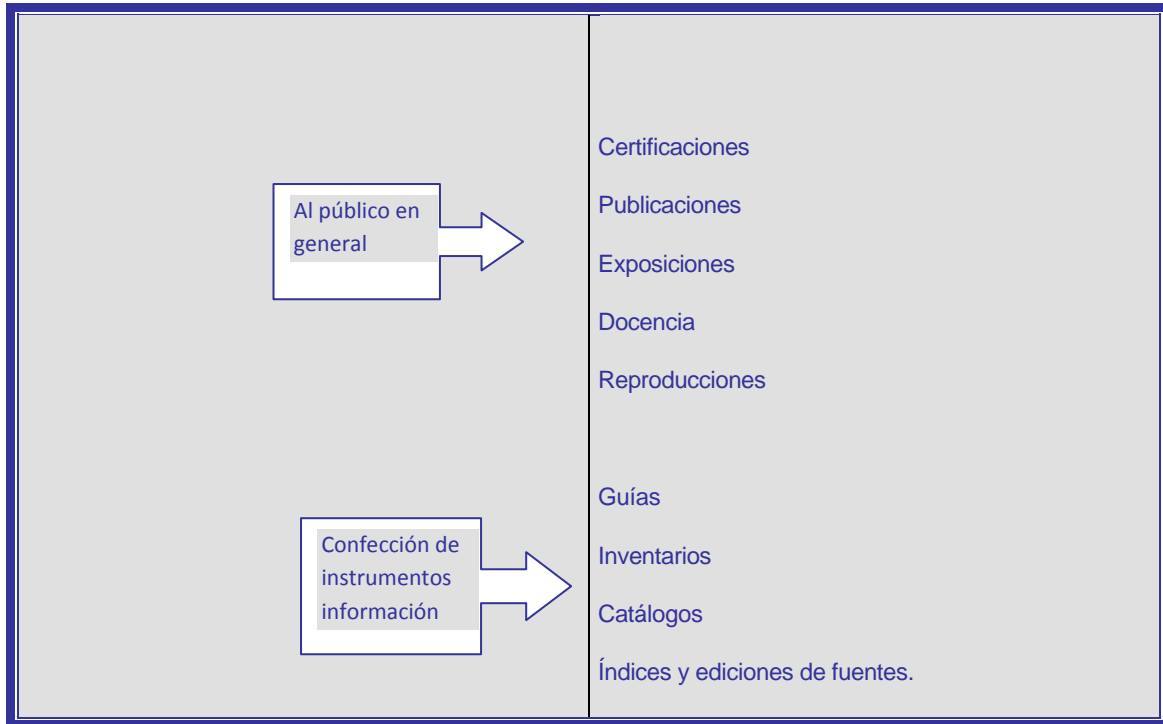 Al público en
general
Certificaciones
Publicaciones
Exposiciones
Docencia
Reproducciones
Confección de
instrumentos
información
Guías
Inventarios
Catálogos
Índices y ediciones de fuentes.